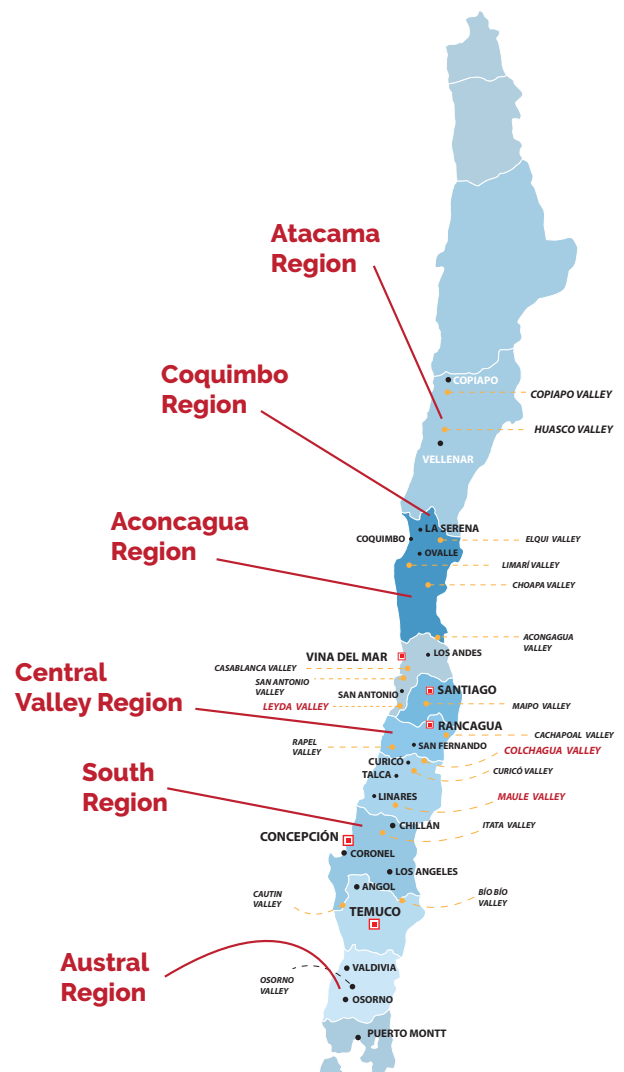 Atacama
Region
COPIAPO
COPIAPO VALLEY
Coquimbo
Region
HUASCO VALLEY
VELLENAR
Aconcagua
Region
LA SERENA
COQUIMBO
ELQUI VALLEY
OVALLE
LIMARÍ VALLEY
CHOAPA VALLEY
ACONGAGUA
VALLEY
VINA DEL MAR
LOS ANDES
CASABLANCA VALLEY
Central
Valley Region
SAN ANTONIO
VALLEY
SAN ANTONIO
SANTIAGO
LEYDA VALLEY
MAIPO VALLEY
RANCAGUA
CACHAPOAL VALLEY
RAPEL
VALLEY
SAN FERNANDO
COLCHAGUA VALLEY
South
Region
CURICÓ
CURICÓ VALLEY
TALCA
LINARES
MAULE VALLEY
CHILLÁN
ITATA VALLEY
CONCEPCIÓN
CORONEL
LOS ANGELES
ANGOL
CAUTIN
VALLEY
BÍO BÍO
VALLEY
TEMUCO
Austral
Region
VALDIVIA
OSORNO
VALLEY
OSORNO
PUERTO MONTT